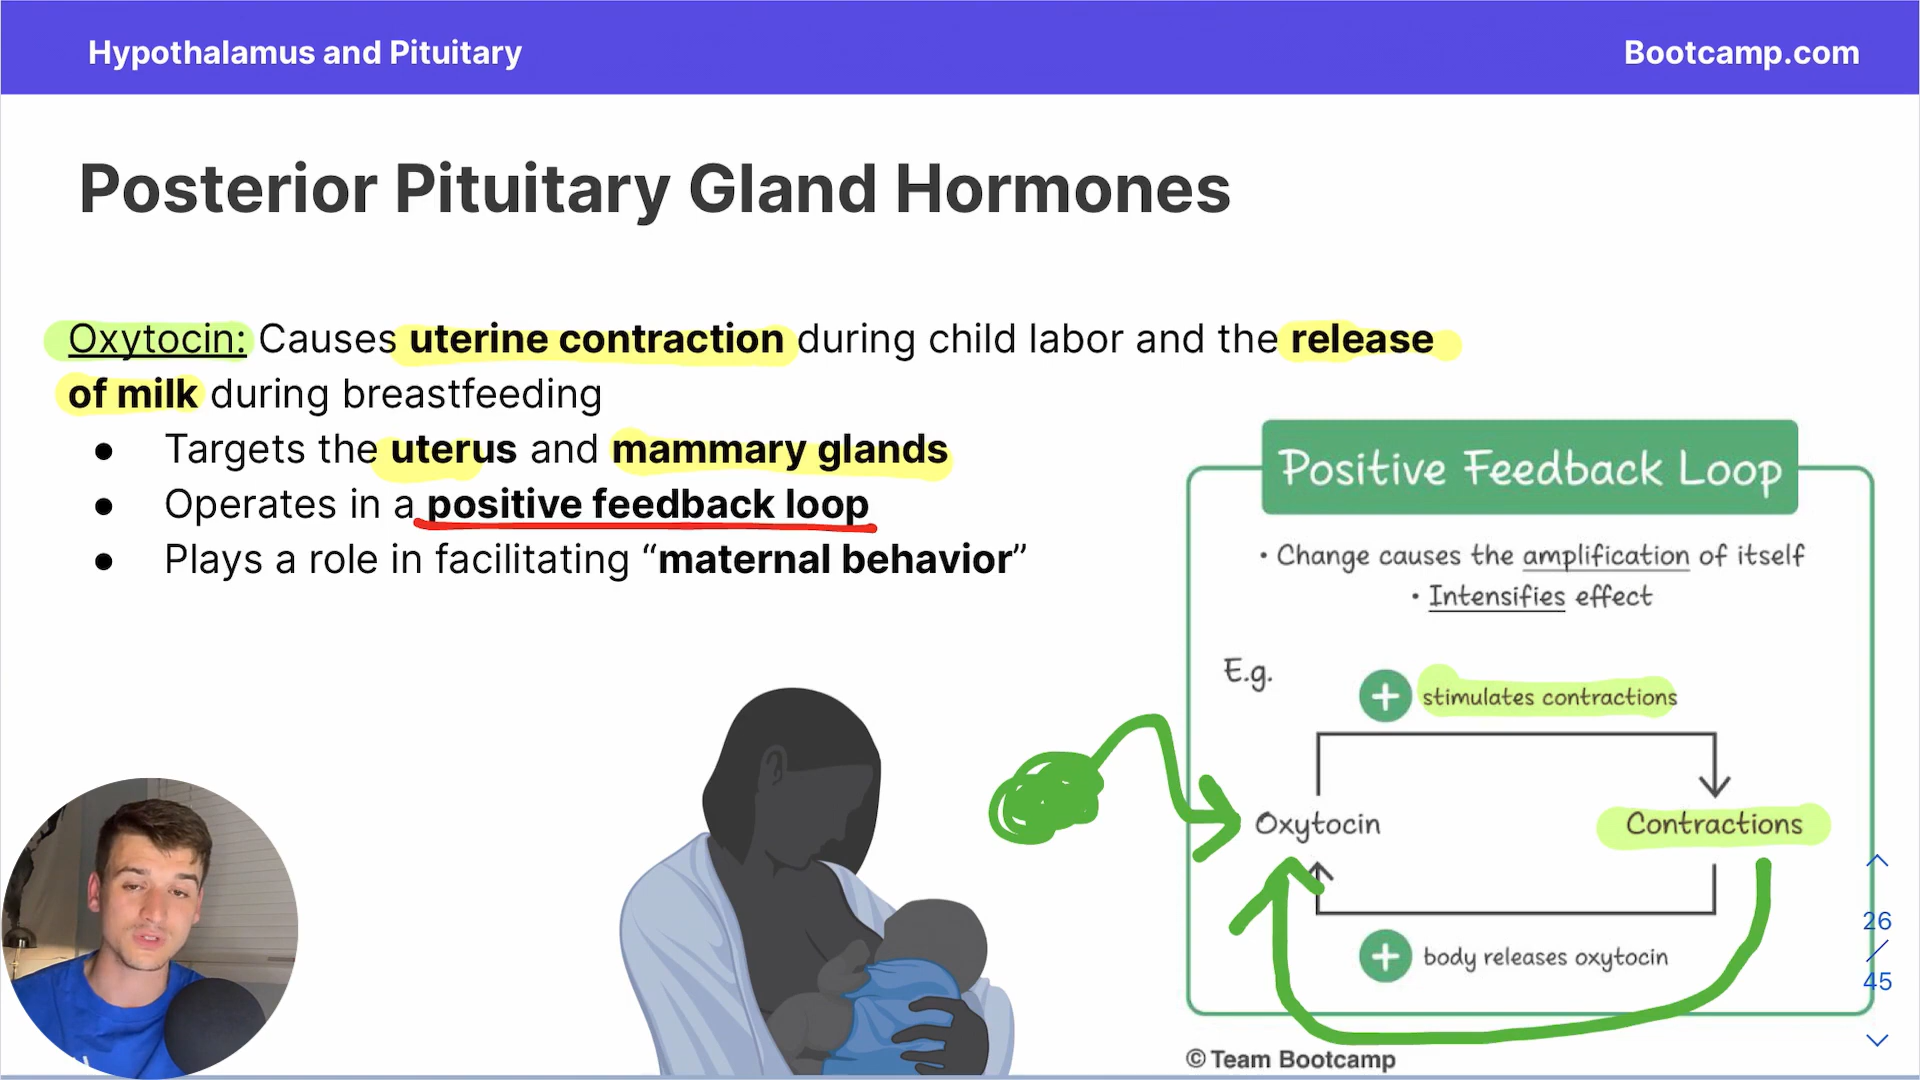 Hypothalamus and Pituitary
Bootcamp.com
Posterior Pituitary Gland Hormones
Oxytocin: Causes uterine contraction during child labor and the release
of milk during breastfeeding
● Targets the uterus and mammary glands
● Operates in a positive feedback loop
● Plays a role in facilitating “maternal behavior”
Positive Feedback Loop
• Change causes the amplification of itself
• Intensifies effect
E.g.
+ stimulates contractions
Oxytocin
Contractions
+ body releases oxytocin
26
/
45
© Team Bootcamp